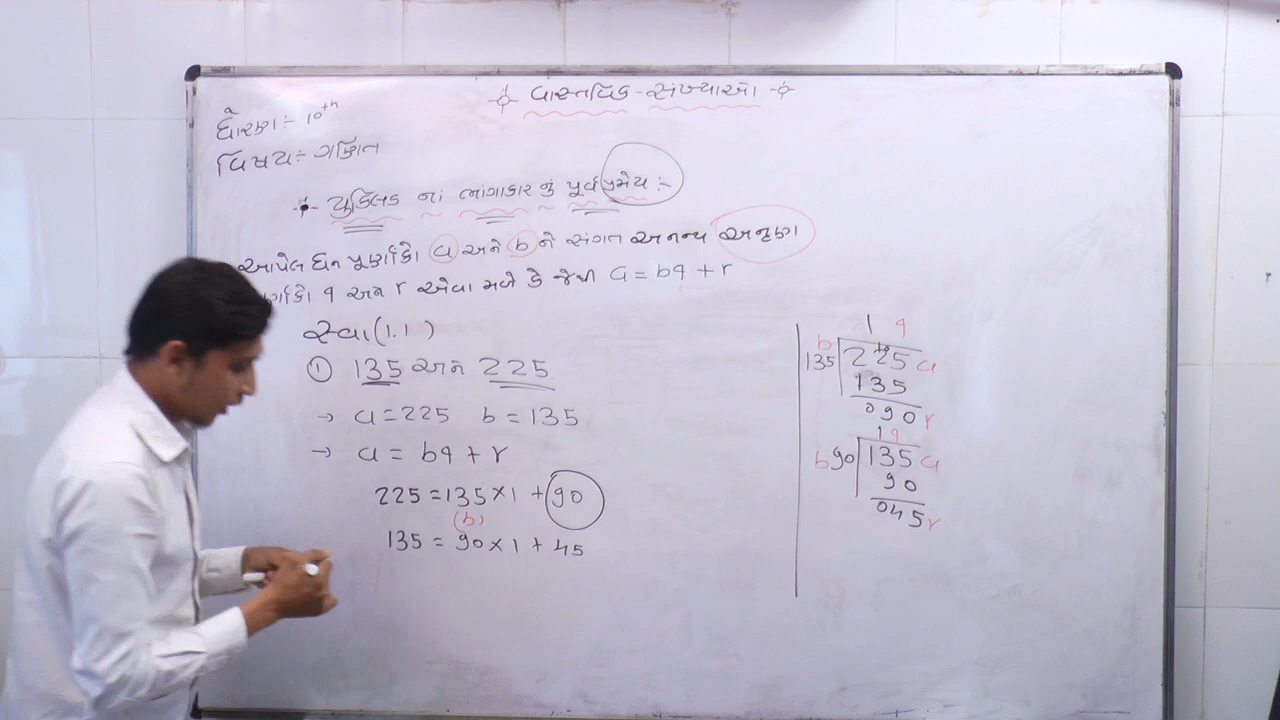 વાસ્તવિક - સંખ્યાઓ
ધોરણ :- 10th
વિષય :- ગણિત
યુક્લિડ નાં ભાગાકાર નું પૂર્વપ્રમેય :-
આપેલ ધન પૂર્ણાંકો a અને b ને સંગત અનન્ય અનૃણ
q અને r એવા મળે કે જેથી a = bq + r
સ્વા (1.1)
① 135 અને 225
→ a = 225 b = 135
→ a = bq + r
225 = 135 × 1 + 90
(b)
135 = 90 × 1 + 45
1 q
b 135 225 a
135
090 r
1 q
b 90 135 a
90
045 r